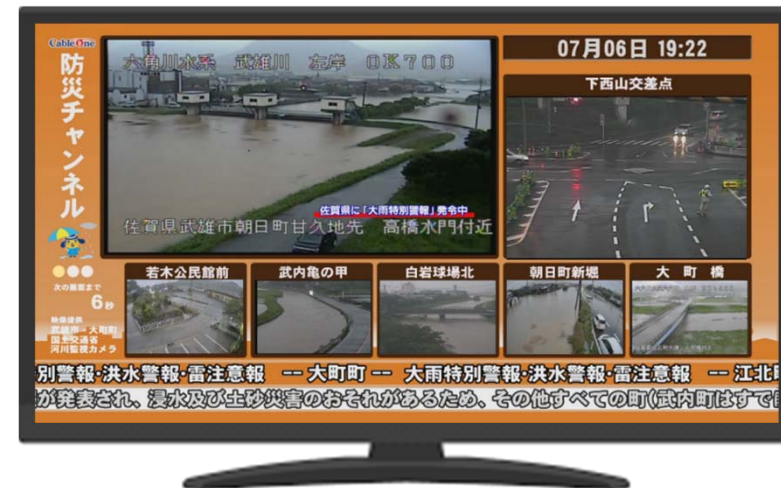 CableOne
防災チャンネル
次の画面まで
6秒
映像提供
武雄市・大町町
国土交通省
河川監視カメラ
六角川水系 武雄川 左岸 0K700
佐賀県に「大雨特別警報」発令中
佐賀県武雄市朝日町甘久地先 高橋水門付近
07月06日 19:22
下西山交差点
若木公民館前
武内亀の甲
白岩球場北
朝日町新堀
大町橋
別警報・洪水警報・雷注意報 −− 大町町 −− 大雨特別警報・洪水警報・雷注意報 −− 江北
が発表され、浸水及び土砂災害のおそれがあるため、その他すべての町(武内町はすで